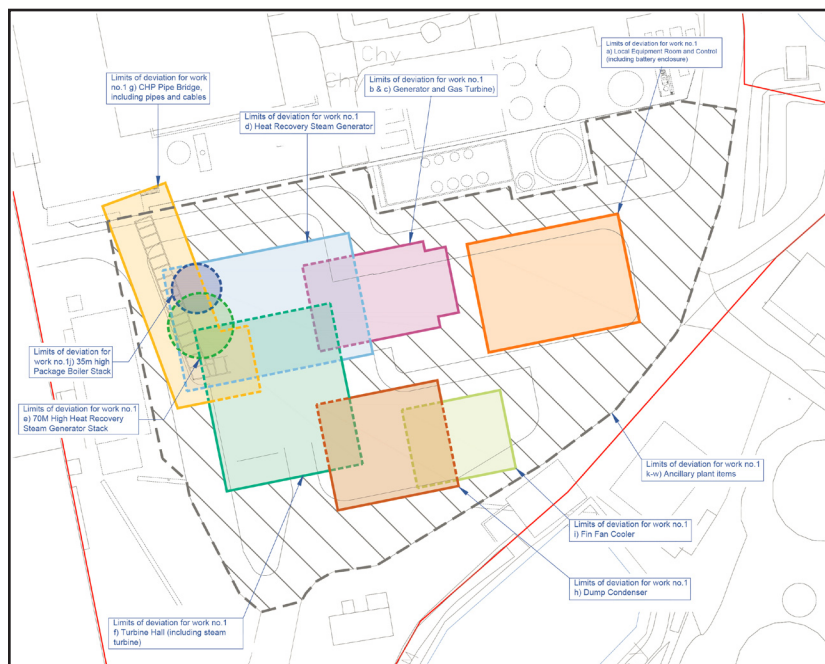 Chy
Chy
Limits of deviation for work no.1
a) Local Equipment Room and Control
(including battery enclosure)
Limits of deviation for work
no.1 g) CHP Pipe Bridge,
including pipes and cables
Limits of deviation for work no.1
b & c) Generator and Gas Turbine)
Limits of deviation for work no.1
d) Heat Recovery Steam Generator
Limits of deviation for
work no.1j) 35m high
Package Boiler Stack
Limits of deviation for work no.1
e) 70M High Heat Recovery
Steam Generator Stack
Limits of deviation for work no.1
k-w) Ancillary plant items
Limits of deviation for work no.1
i) Fin Fan Cooler
Limits of deviation for work no.1
h) Dump Condenser
Limits of deviation for work no.1
f) Turbine Hall (including steam
turbine)